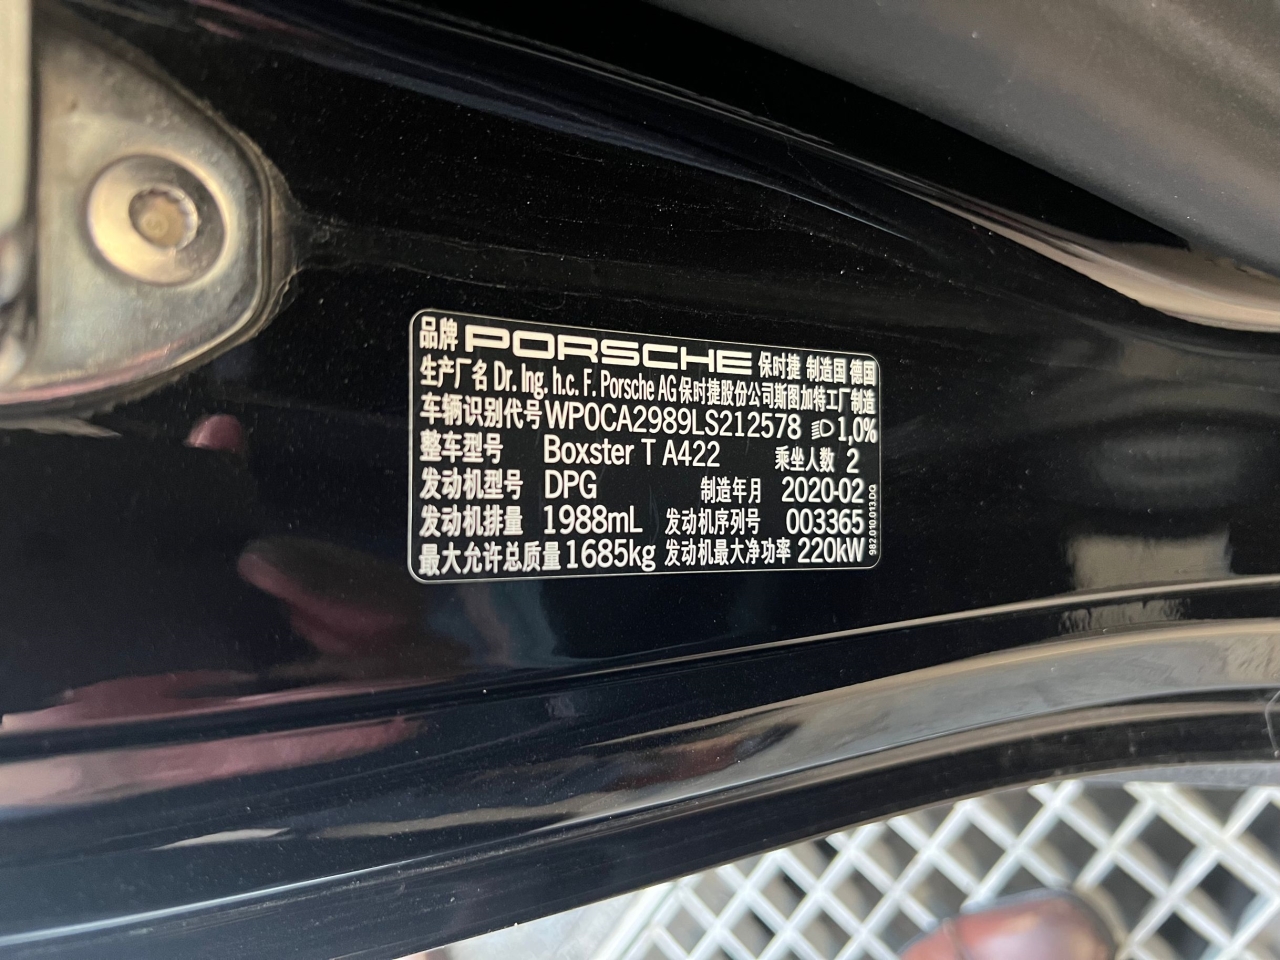 品牌 PORSCHE 保时捷 制造国 德国
生产厂名 Dr. Ing. h.c. F. Porsche AG 保时捷股份公司斯图加特工厂制造
车辆识别代号 WP0CA2989LS212578 1,0%
整车型号 Boxster T A422 乘坐人数 2
发动机型号 DPG 制造年月 2020-02
发动机排量 1988mL 发动机序列号 003365
最大允许总质量 1685kg 发动机最大净功率 220kW
982.010.013.DQ